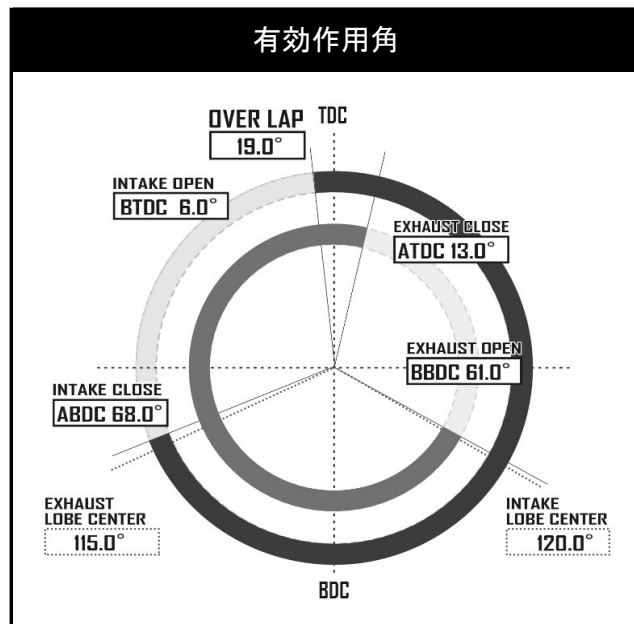 有効作用角
OVER LAP
19.0°
TDC
INTAKE OPEN
BTDC 6.0°
EXHAUST CLOSE
ATDC 13.0°
EXHAUST OPEN
BBDC 61.0°
INTAKE CLOSE
ABDC 68.0°
EXHAUST
LOBE CENTER
115.0°
INTAKE
LOBE CENTER
120.0°
BDC